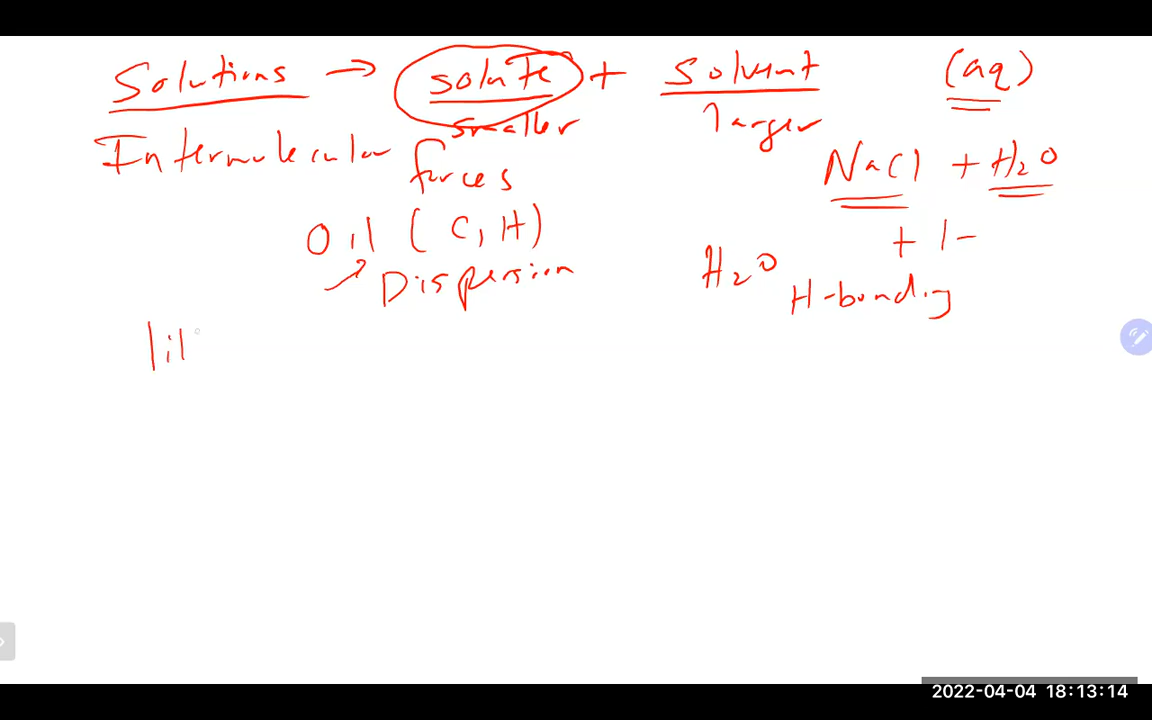 Solutions → solute + solvent (aq)
smaller larger
Intermolecular forces
NaCl + H₂O
+ / -
Oil (C, H) H₂O
Dispersion H-bonding
lil
2022-04-04 18:13:14